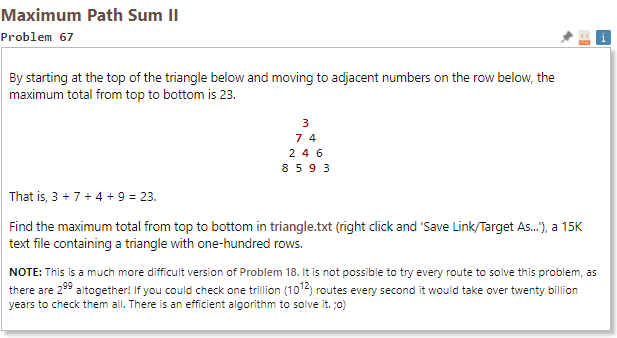 Maximum Path Sum II
Problem 67
By starting at the top of the triangle below and moving to adjacent numbers on the row below, the
maximum total from top to bottom is 23.
3
7 4
2 4 6
8 5 9 3
That is, 3 + 7 + 4 + 9 = 23.
Find the maximum total from top to bottom in triangle.txt (right click and 'Save Link/Target As...'), a 15K
text file containing a triangle with one-hundred rows.
NOTE: This is a much more difficult version of Problem 18. It is not possible to try every route to solve this problem, as
there are 2⁹⁹ altogether! If you could check one trillion (10¹²) routes every second it would take over twenty billion
years to check them all. There is an efficient algorithm to solve it. ;o)